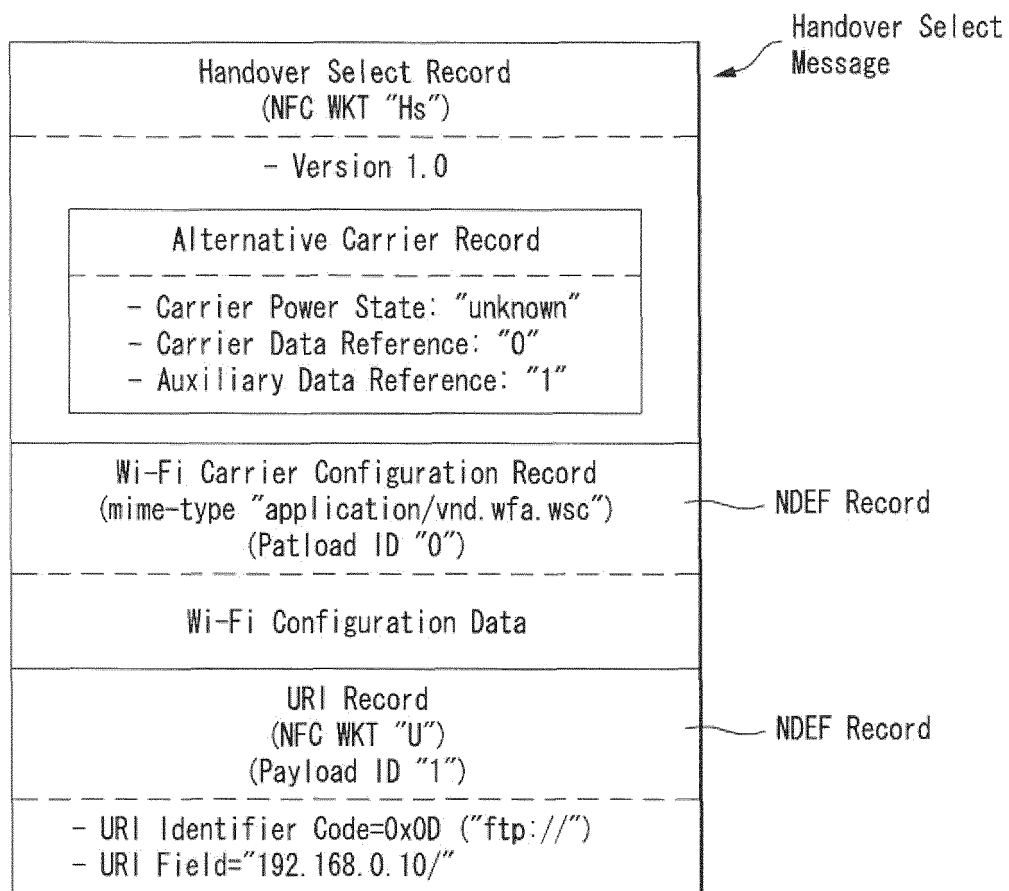 Handover Select
Message
Handover Select Record
(NFC WKT "Hs")
- Version 1.0
Alternative Carrier Record
- Carrier Power State: "unknown"
- Carrier Data Reference: "0"
- Auxiliary Data Reference: "1"
Wi-Fi Carrier Configuration Record
(mime-type "application/vnd.wfa.wsc")
(Patload ID "0")
NDEF Record
Wi-Fi Configuration Data
URI Record
(NFC WKT "U")
(Payload ID "1")
NDEF Record
- URI Identifier Code=0x0D ("ftp://")
- URI Field="192.168.0.10/"